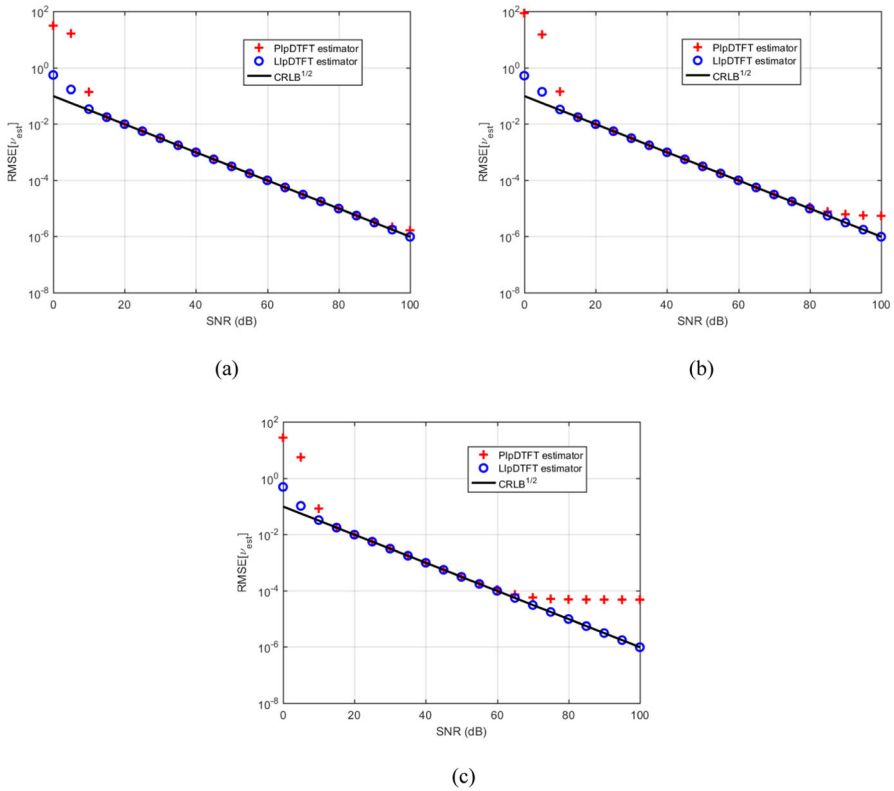 10^2
10^0
10^-2
10^-4
10^-6
10^-8
RMSE[ν_est]
PIpDTFT estimator
LIpDTFT estimator
CRLB^1/2
0 20 40 60 80 100
SNR (dB)
(a)
10^2
10^0
10^-2
10^-4
10^-6
10^-8
RMSE[ν_est]
PIpDTFT estimator
LIpDTFT estimator
CRLB^1/2
0 20 40 60 80 100
SNR (dB)
(b)
10^2
10^0
10^-2
10^-4
10^-6
10^-8
RMSE[ν_est]
PIpDTFT estimator
LIpDTFT estimator
CRLB^1/2
0 20 40 60 80 100
SNR (dB)
(c)